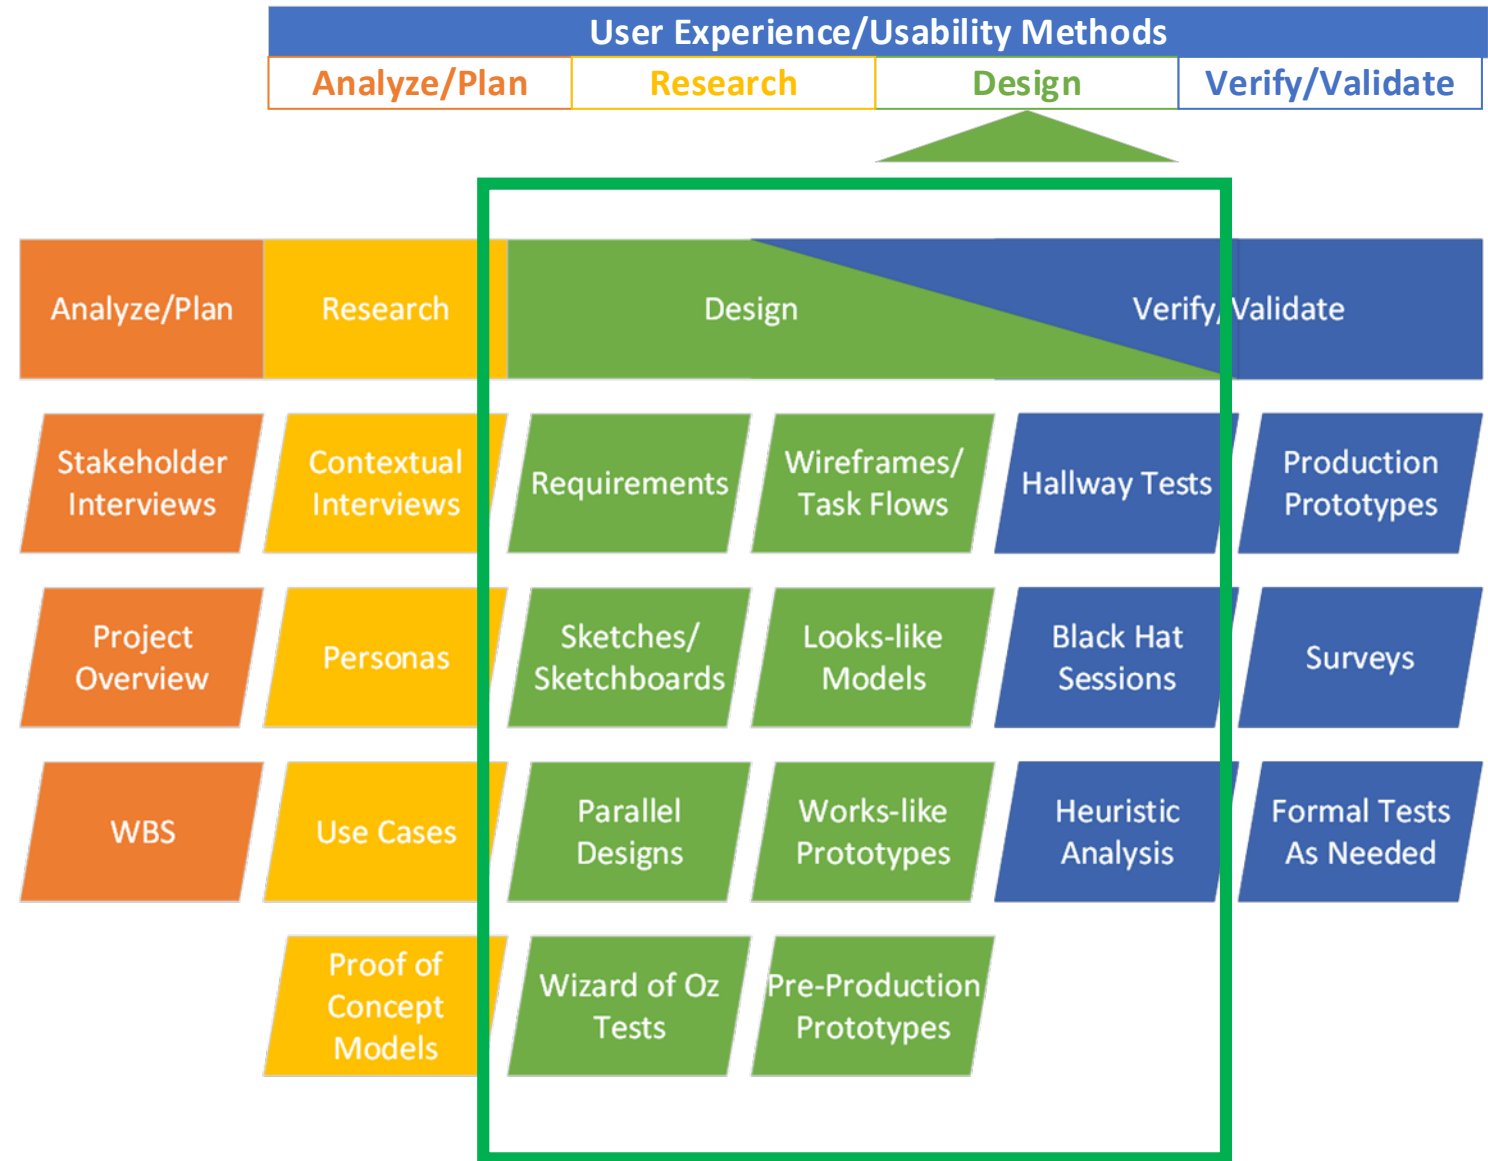 User Experience/Usability Methods
Analyze/Plan
Research
Design
Verify/Validate
Analyze/Plan
Research
Design
Verify/Validate
Stakeholder
Interviews
Contextual
Interviews
Requirements
Wireframes/
Task Flows
Hallway Tests
Production
Prototypes
Project
Overview
Personas
Sketches/
Sketchboards
Looks-like
Models
Black Hat
Sessions
Surveys
WBS
Use Cases
Parallel
Designs
Works-like
Prototypes
Heuristic
Analysis
Formal Tests
As Needed
Proof of
Concept
Models
Wizard of Oz
Tests
Pre-Production
Prototypes